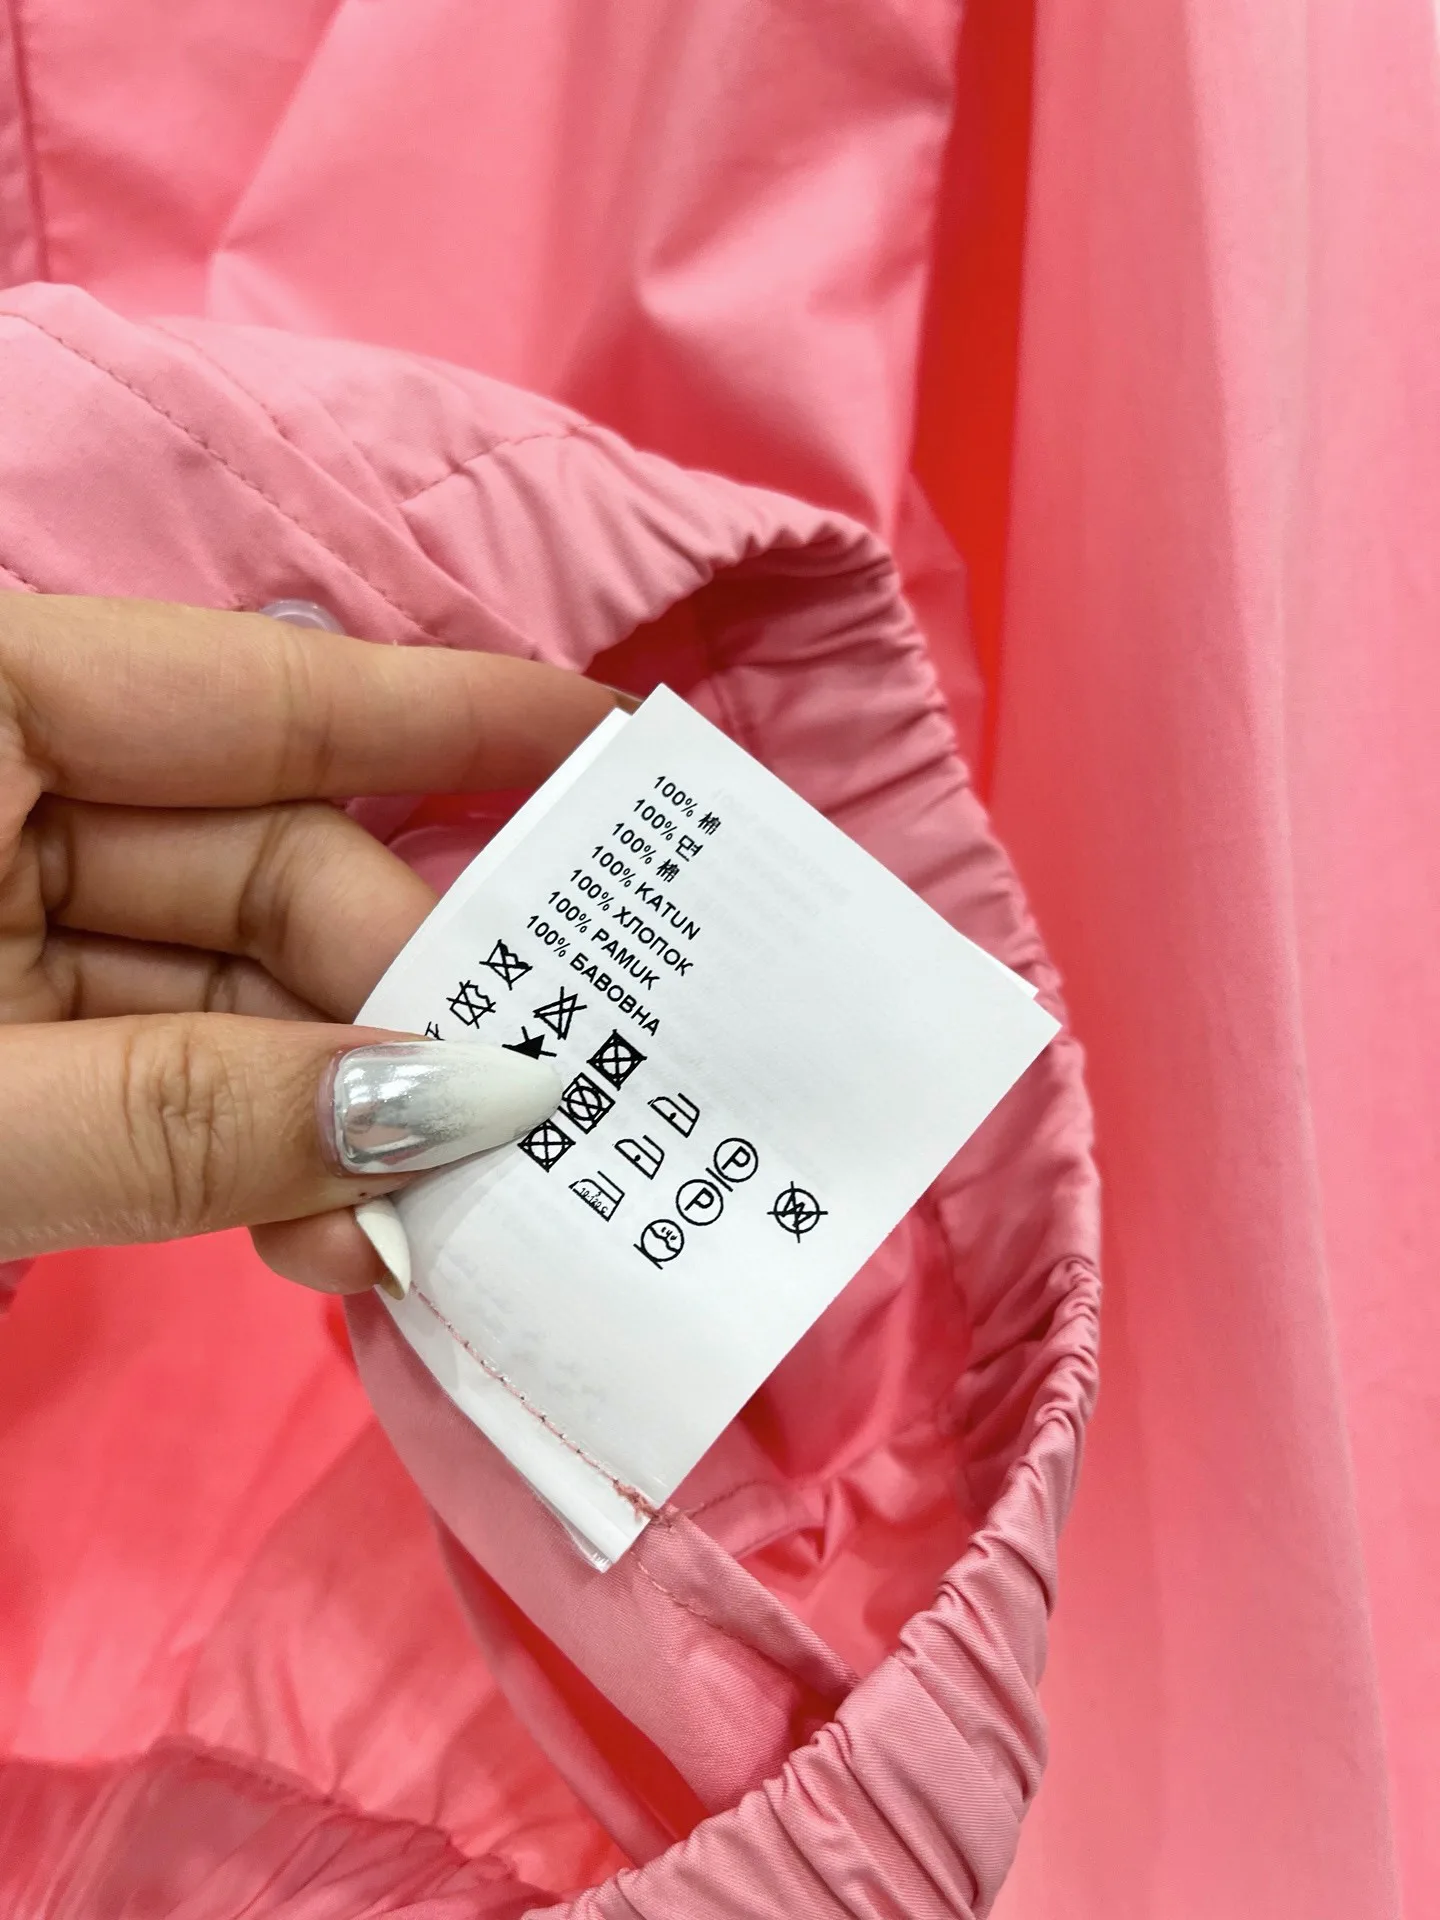 100% 棉
100% 면
100% 棉
100% KATUN
100% ХЛОПОК
100% PAMUK
100% БАВОВНА
P
P
W